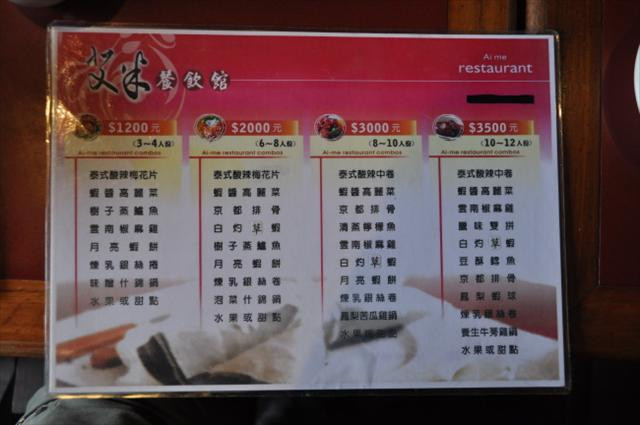 艾米 餐飲館
Ai me
restaurant
$1200元
(3~4人份)
Ai-me restaurant combos
泰式酸辣梅花片
蝦醬高麗菜
樹子蒸鱸魚
雲南椒麻雞
月亮蝦餅
煉乳銀絲捲
味噌什錦鍋
水果或甜點
$2000元
(6~8人份)
Ai-me restaurant combos
泰式酸辣梅花片
蝦醬高麗菜
京都排骨
白灼草蝦
樹子蒸鱸魚
月亮蝦餅
煉乳銀絲卷
泡菜什錦鍋
水果或甜點
$3000元
(8~10人份)
Ai-me restaurant combos
泰式酸辣中卷
蝦醬高麗菜
京都排骨
清蒸檸檬魚
雲南椒麻雞
白灼草蝦
月亮蝦餅
煉乳銀絲卷
鳳梨苦瓜雞鍋
水果或甜點
$3500元
(10~12人份)
Ai-me restaurant combos
泰式酸辣中卷
蝦醬高麗菜
雲南椒麻雞
臘味雙拼
白灼草蝦
豆酥鱈魚
京都排骨
鳳梨蝦球
煉乳銀絲卷
養生牛蒡雞鍋
水果或甜點